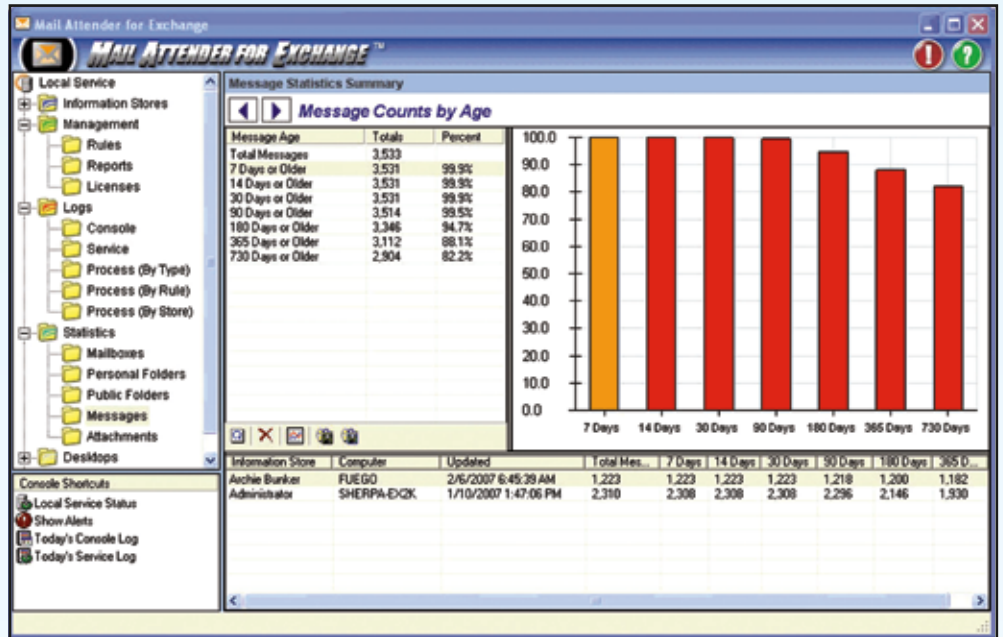 Mail Attender for Exchange
MAIL ATTENDER FOR EXCHANGE™
Local Service
Information Stores
Management
Rules
Reports
Licenses
Logs
Console
Service
Process (By Type)
Process (By Rule)
Process (By Store)
Statistics
Mailboxes
Personal Folders
Public Folders
Messages
Attachments
Desktops
Console Shortcuts
Local Service Status
Show Alerts
Today's Console Log
Today's Service Log
Message Statistics Summary
Message Counts by Age
Message Age Totals Percent
Total Messages 3,533
7 Days or Older 3,531 99.9%
14 Days or Older 3,531 99.9%
30 Days or Older 3,531 99.9%
90 Days or Older 3,514 99.5%
180 Days or Older 3,346 94.7%
365 Days or Older 3,112 88.1%
730 Days or Older 2,904 82.2%
100.0
90.0
80.0
70.0
60.0
50.0
40.0
30.0
20.0
10.0
0.0
7 Days 14 Days 30 Days 90 Days 180 Days 365 Days 730 Days
Information Store Computer Updated Total Mes... 7 Days 14 Days 30 Days 90 Days 180 Days 365 D...
Archie Bunker FUEGO 2/6/2007 6:45:39 AM 1,223 1,223 1,223 1,223 1,218 1,200 1,182
Administrator SHERPA-EX2K 1/10/2007 1:47:06 PM 2,310 2,308 2,308 2,308 2,296 2,146 1,930